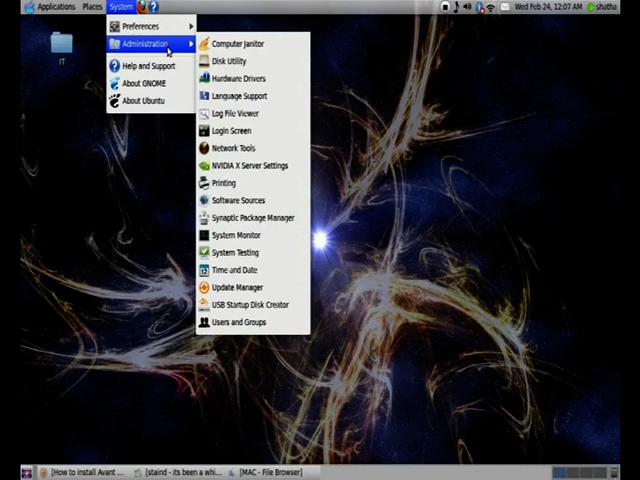 Applications Places System Wed Feb 24, 12:07 AM shatha
Preferences
Administration
Help and Support
About GNOME
About Ubuntu
IT
Computer Janitor
Disk Utility
Hardware Drivers
Language Support
Log File Viewer
Login Screen
Network Tools
NVIDIA X Server Settings
Printing
Software Sources
Synaptic Package Manager
System Monitor
System Testing
Time and Date
Update Manager
USB Startup Disk Creator
Users and Groups
[How to install Avant ... [staind - its been a whi... [MAC - File Browser]